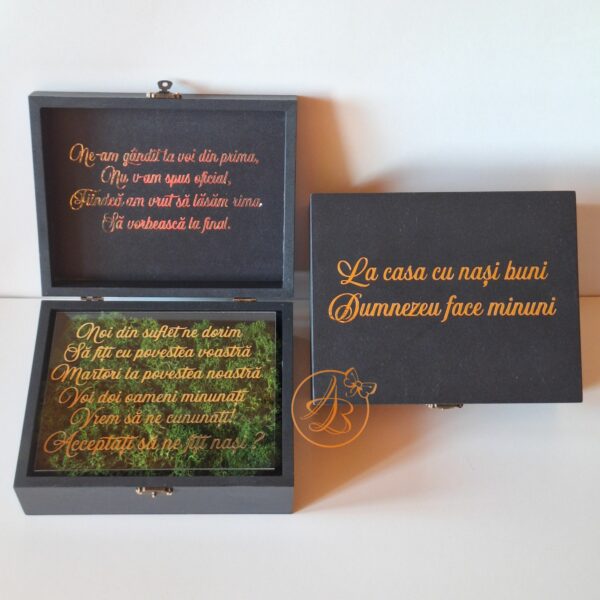 Ne-am gândit la voi din prima,
Nu v-am spus oficial,
Fiindcă am vrut să lăsăm rima,
Să vorbească la final.
Noi din suflet ne dorim
Să fiți cu povestea voastră
Martori la povestea noastră
Voi doi oameni minunați
Vrem să ne cununați!
Acceptați să ne fiți nași ?
La casa cu nași buni
Dumnezeu face minuni
AB